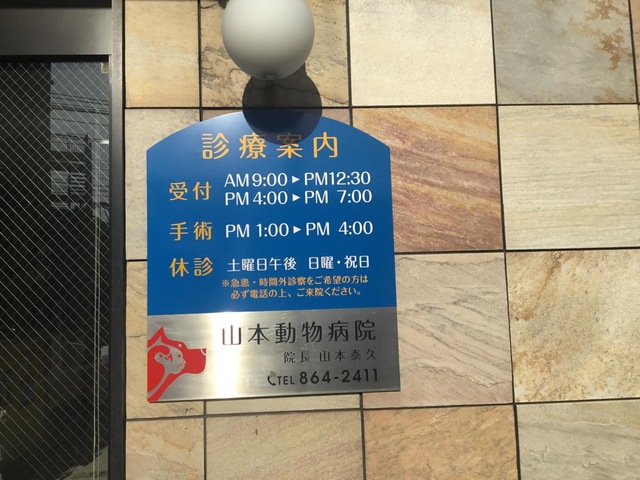 診療案内
受付 AM 9:00 ▶ PM12:30
PM 4:00 ▶ PM 7:00
手術 PM 1:00 ▶ PM 4:00
休診 土曜日午後 日曜・祝日
※急患・時間外診察をご希望の方は
必ず電話の上、ご来院ください。
山本動物病院
院長 山本泰久
TEL 864-2411